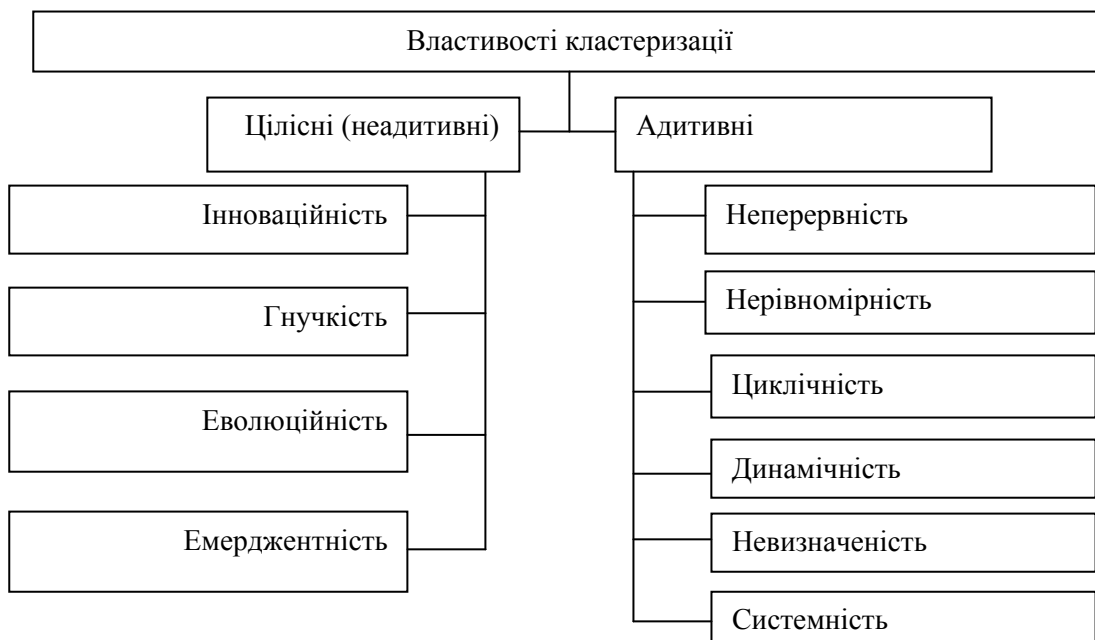 Властивості кластеризації
Цілісні (неадитивні)
Адитивні
Інноваційність
Гнучкість
Еволюційність
Емерджентність
Неперервність
Нерівномірність
Циклічність
Динамічність
Невизначеність
Системність